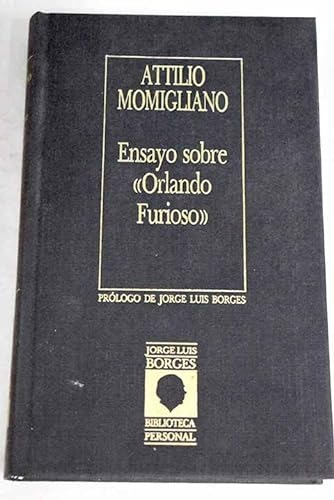 ATTILIO
MOMIGLIANO
Ensayo sobre
«Orlando
Furioso»
PRÓLOGO DE JORGE LUIS BORGES
JORGE LUIS
BORGES
BIBLIOTECA
PERSONAL